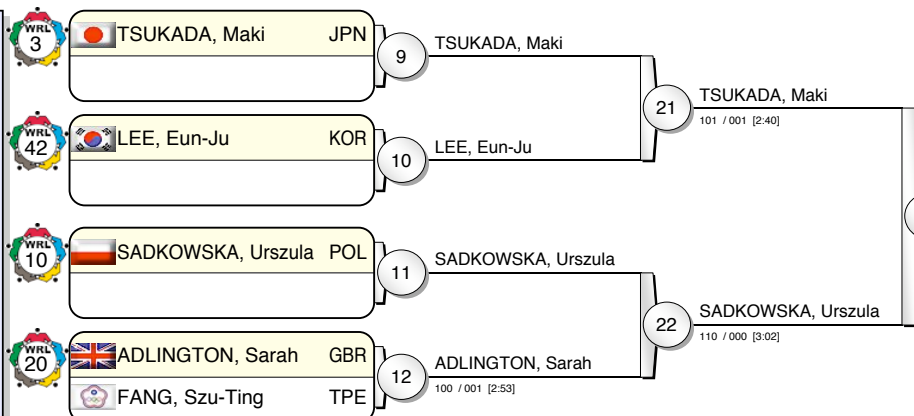 WRL
3
TSUKADA, Maki JPN
9
TSUKADA, Maki
21
TSUKADA, Maki
101 / 001 [2:40]
WRL
42
LEE, Eun-Ju KOR
10
LEE, Eun-Ju
WRL
10
SADKOWSKA, Urszula POL
11
SADKOWSKA, Urszula
22
SADKOWSKA, Urszula
110 / 000 [3:02]
WRL
20
ADLINGTON, Sarah GBR
FANG, Szu-Ting TPE
12
ADLINGTON, Sarah
100 / 001 [2:53]